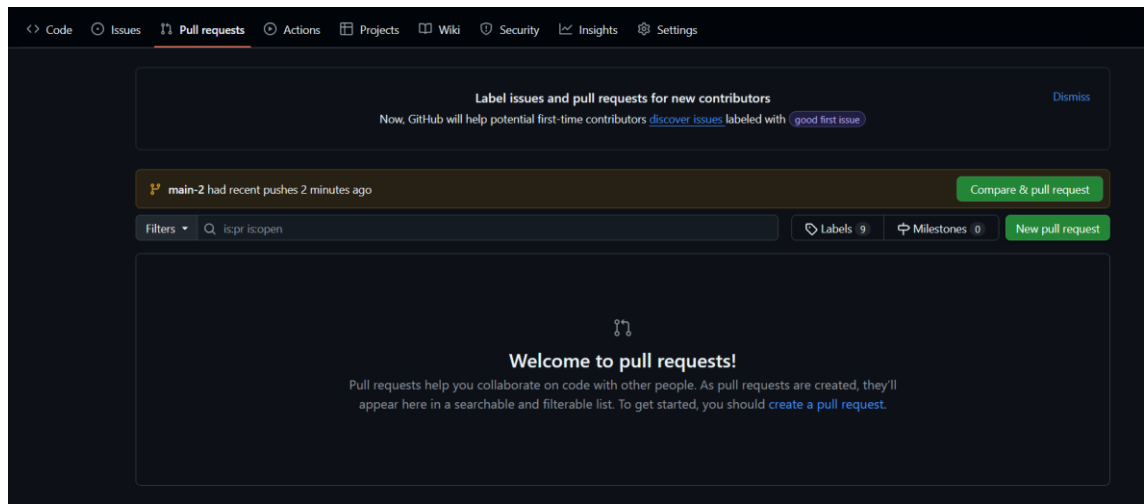 Code Issues Pull requests Actions Projects Wiki Security Insights Settings
Label issues and pull requests for new contributors
Dismiss
Now, GitHub will help potential first-time contributors discover issues labeled with good first issue
main-2 had recent pushes 2 minutes ago
Compare & pull request
Filters is:pr is:open Labels 9 Milestones 0 New pull request
Welcome to pull requests!
Pull requests help you collaborate on code with other people. As pull requests are created, they'll
appear here in a searchable and filterable list. To get started, you should create a pull request.